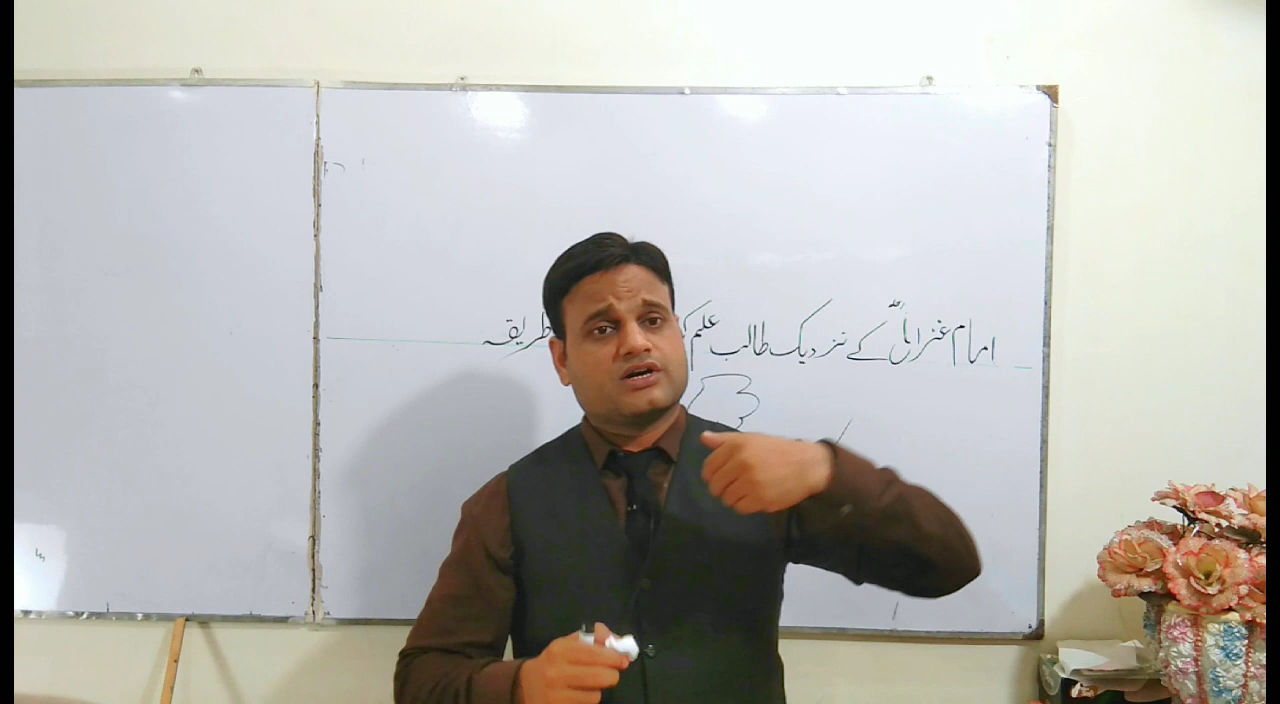 امام غزالیؒ کے نزدیک طالب علم طریقہ